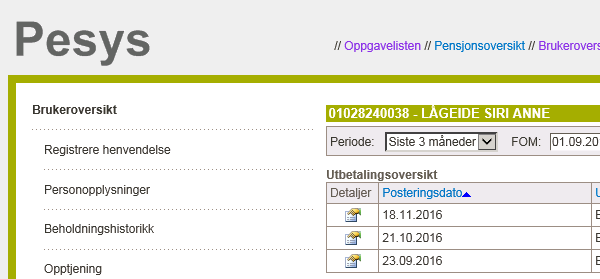 Pesys
// Oppgavelisten // Pensjonsoversikt // Brukerovers
Brukeroversikt
Registrere henvendelse
Personopplysninger
Beholdningshistorikk
Opptjening
01028240038 - LÅGEIDE SIRI ANNE
Periode: Siste 3 måneder FOM: 01.09.20
Utbetalingsoversikt
Detaljer Posteringsdato
18.11.2016
21.10.2016
23.09.2016